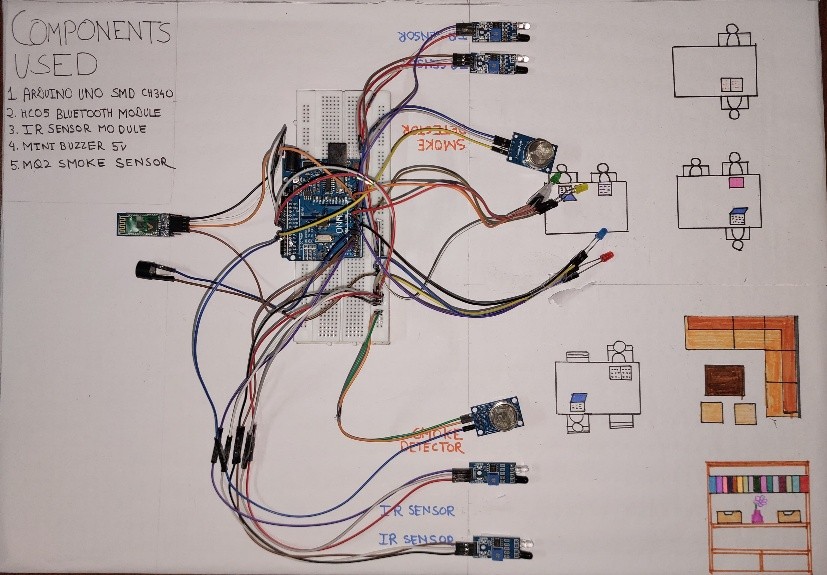 COMPONENTS
USED
1 ARDUINO UNO SMD CH340
2. HC05 BLUETOOTH MODULE
3. IR SENSOR MODULE
4. MINI BUZZER 5V
5. MQ2 SMOKE SENSOR
IR SENSOR
SENSOR
SMOKE
DETECTOR
UNO
SMOKE
DETECTOR
IR SENSOR
IR SENSOR